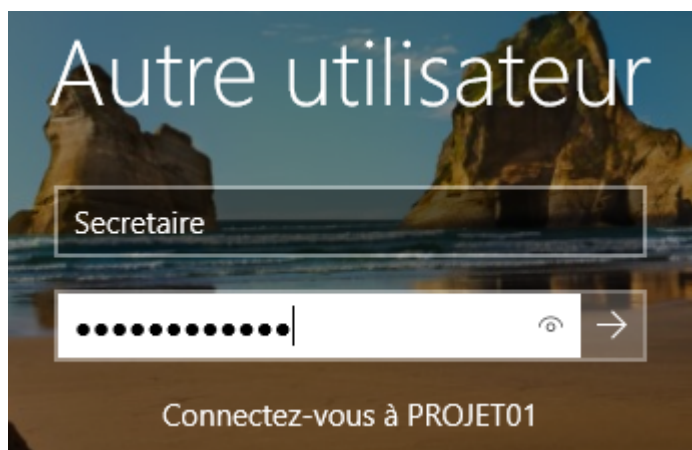 Autre utilisateur
Secretaire
••••••••••••
Connectez-vous à PROJET01